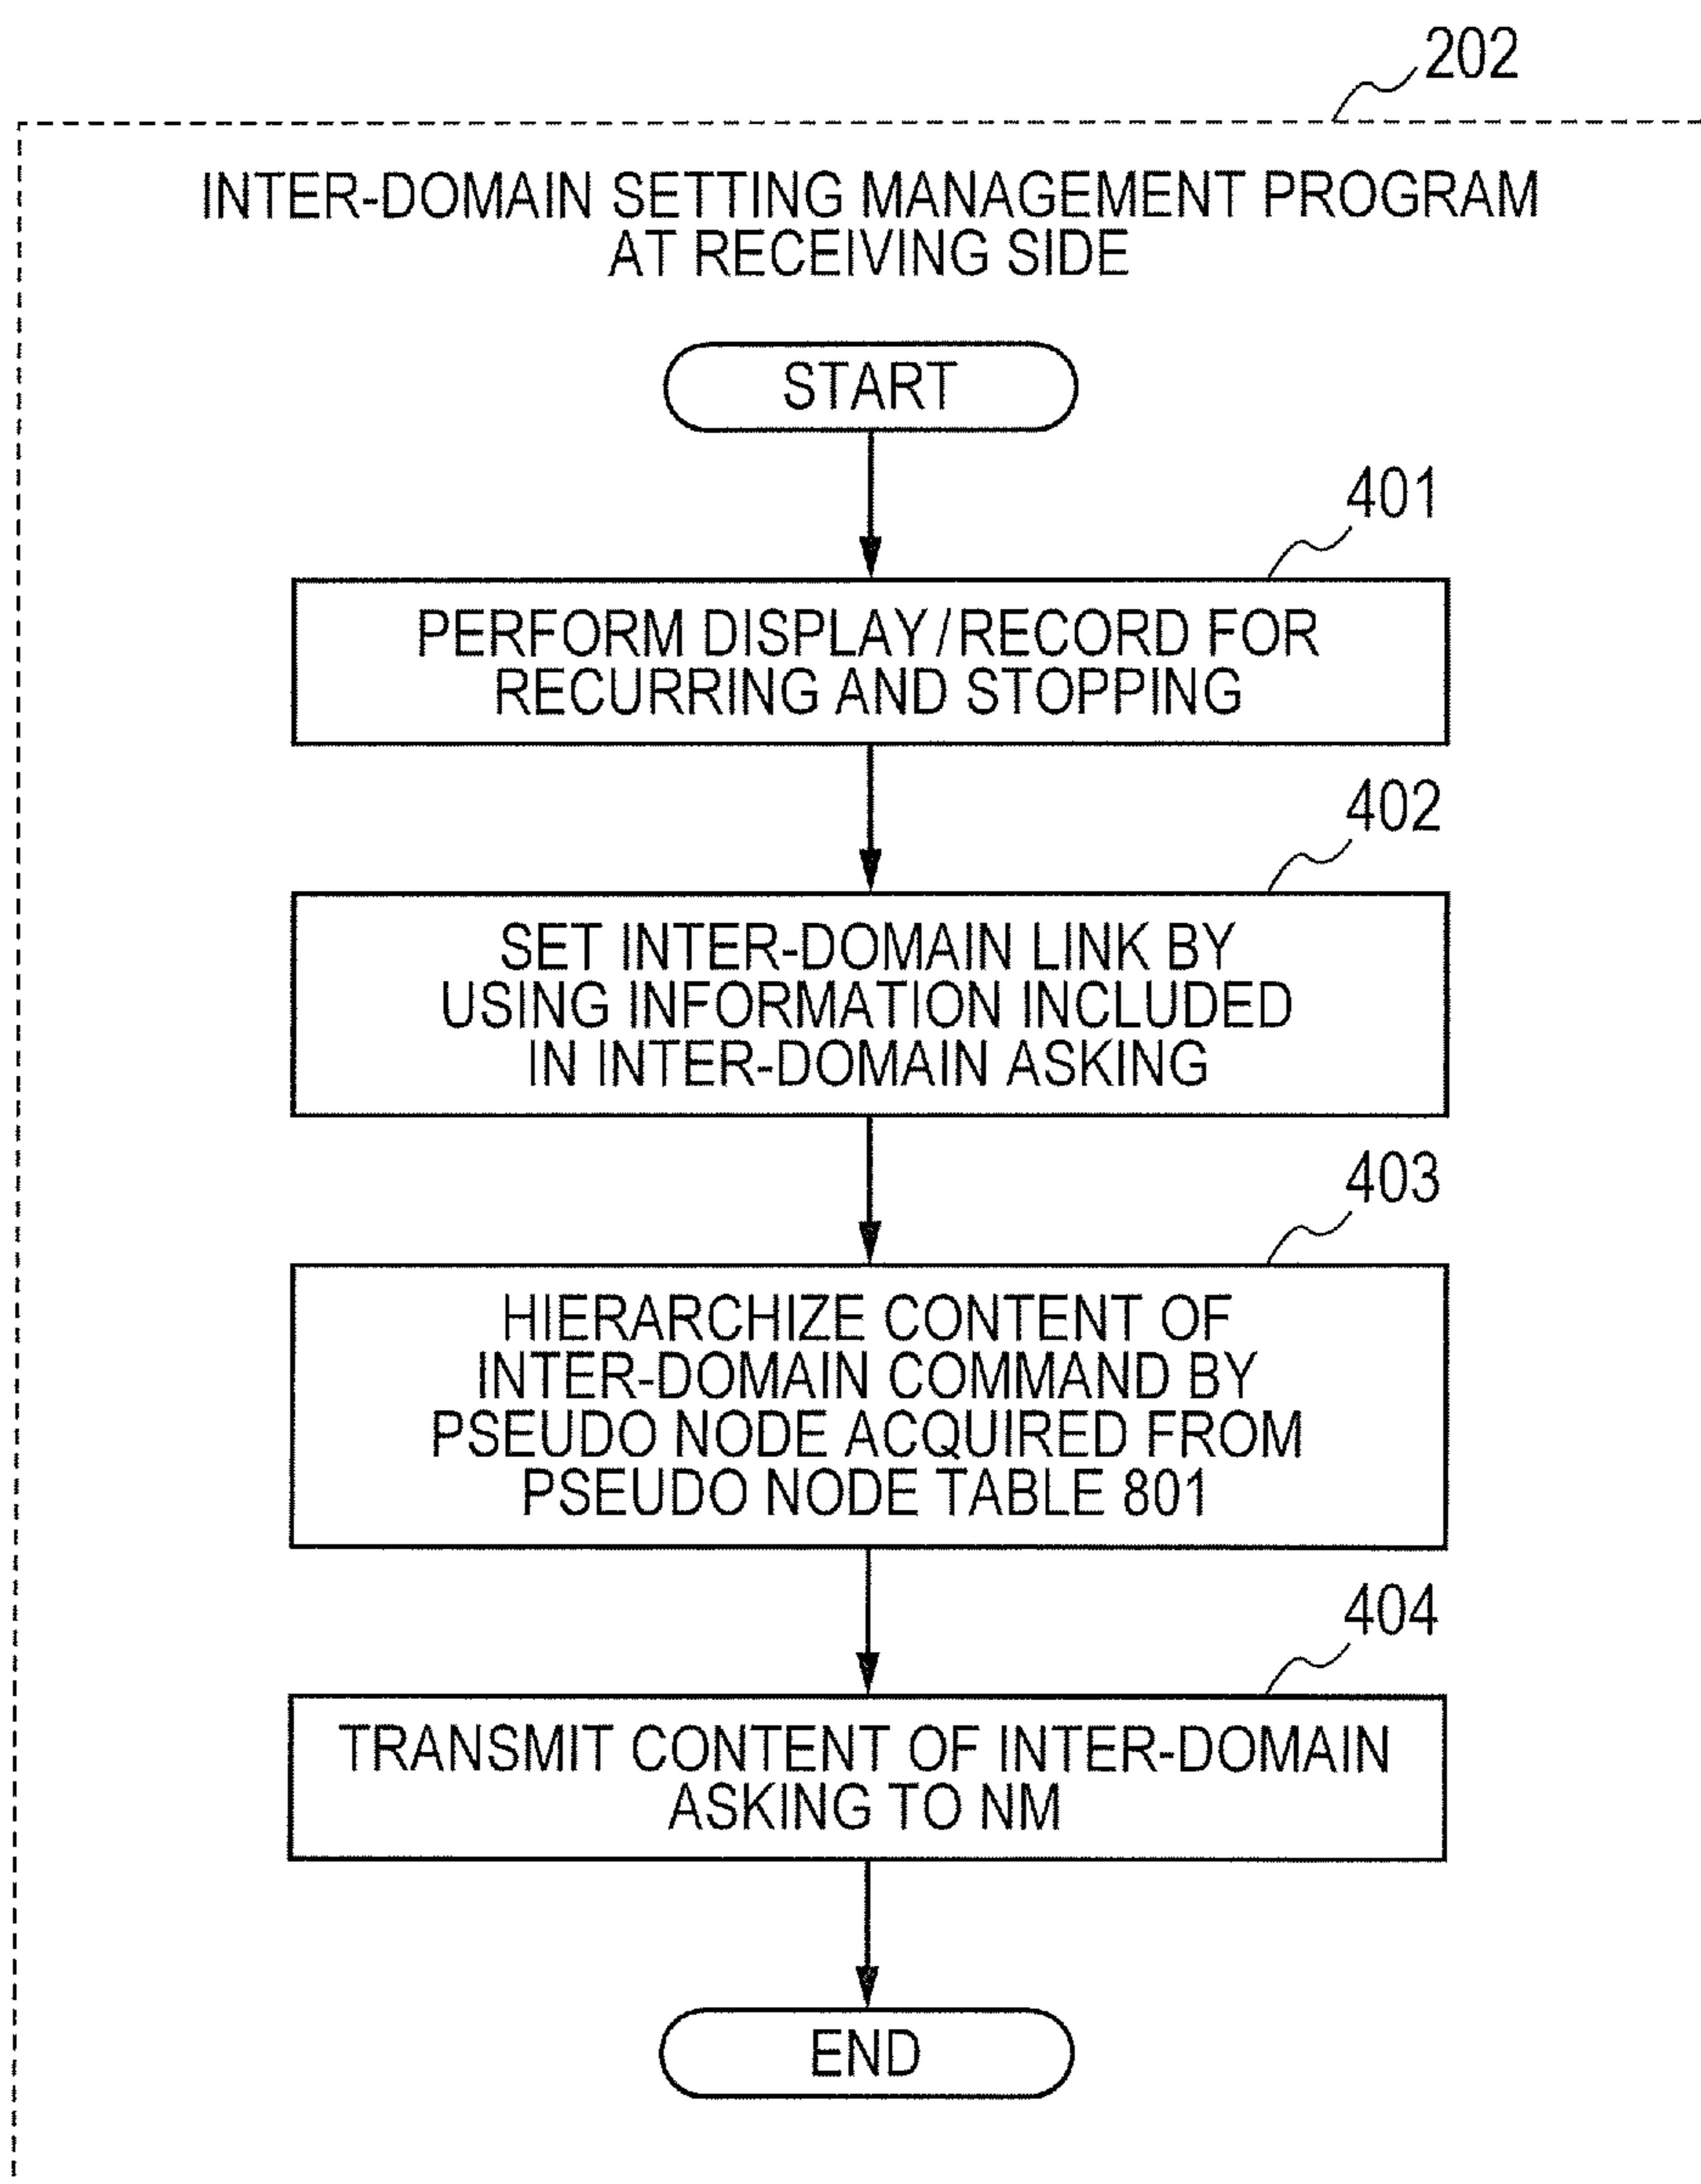 202
INTER-DOMAIN SETTING MANAGEMENT PROGRAM
AT RECEIVING SIDE
START
401
PERFORM DISPLAY/RECORD FOR
RECURRING AND STOPPING
402
SET INTER-DOMAIN LINK BY
USING INFORMATION INCLUDED
IN INTER-DOMAIN ASKING
403
HIERARCHIZE CONTENT OF
INTER-DOMAIN COMMAND BY
PSEUDO NODE ACQUIRED FROM
PSEUDO NODE TABLE 801
404
TRANSMIT CONTENT OF INTER-DOMAIN
ASKING TO NM
END